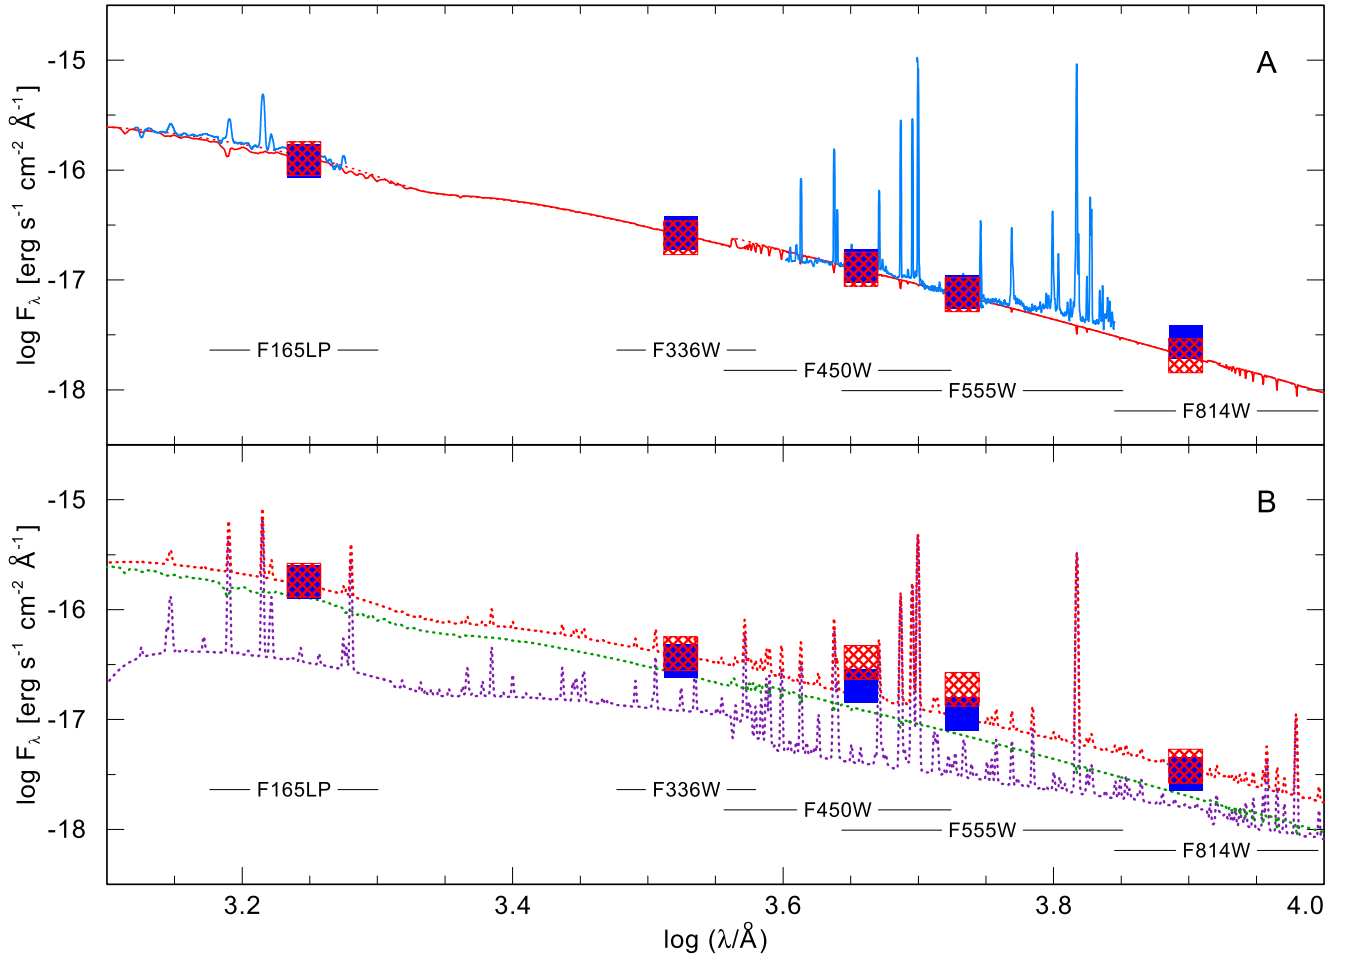 A
-15
-16
-17
-18
log Fλ [erg s-1 cm-2 Å-1]
F165LP
F336W
F450W
F555W
F814W
B
-15
-16
-17
-18
log Fλ [erg s-1 cm-2 Å-1]
F165LP
F336W
F450W
F555W
F814W
3.2 3.4 3.6 3.8 4.0
log (λ/Å)